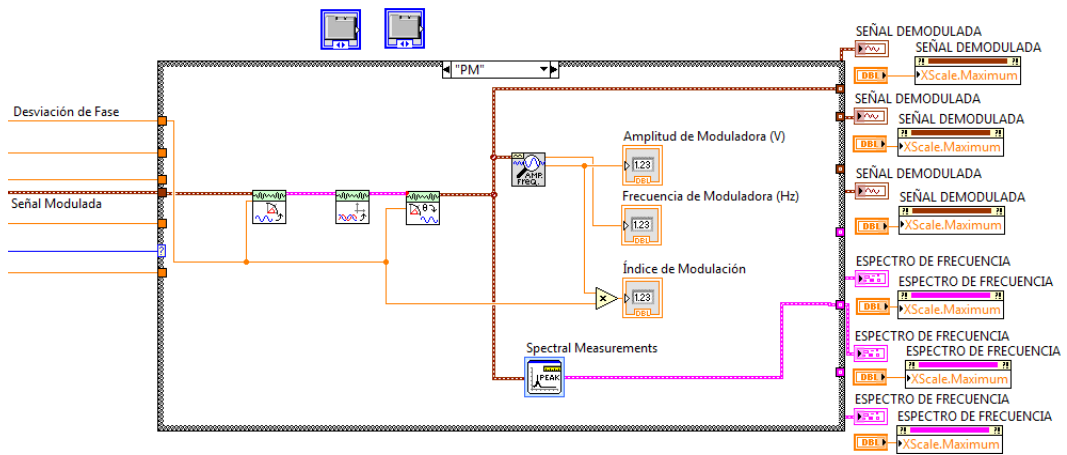 SEÑAL DEMODULADA
SEÑAL DEMODULADA
DBL
XScale.Maximum
"PM"
Desviación de Fase
SEÑAL DEMODULADA
SEÑAL DEMODULADA
DBL
XScale.Maximum
Amplitud de Moduladora (V)
1.23
DBL
AMP
FREQ.
SEÑAL DEMODULADA
SEÑAL DEMODULADA
DBL
XScale.Maximum
Señal Modulada
θ
Frecuencia de Moduladora (Hz)
1.23
DBL
?
ESPECTRO DE FRECUENCIA
ESPECTRO DE FRECUENCIA
DBL
XScale.Maximum
Índice de Modulación
1.23
DBL
x
ESPECTRO DE FRECUENCIA
ESPECTRO DE FRECUENCIA
DBL
XScale.Maximum
Spectral Measurements
PEAK
ESPECTRO DE FRECUENCIA
ESPECTRO DE FRECUENCIA
DBL
XScale.Maximum